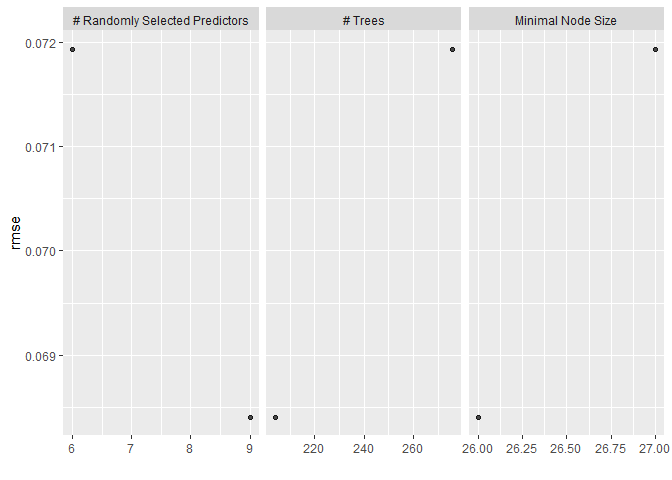 # Randomly Selected Predictors
# Trees
Minimal Node Size
rmse
0.072
0.071
0.070
0.069
6 7 8 9
220 240 260
26.00 26.25 26.50 26.75 27.00